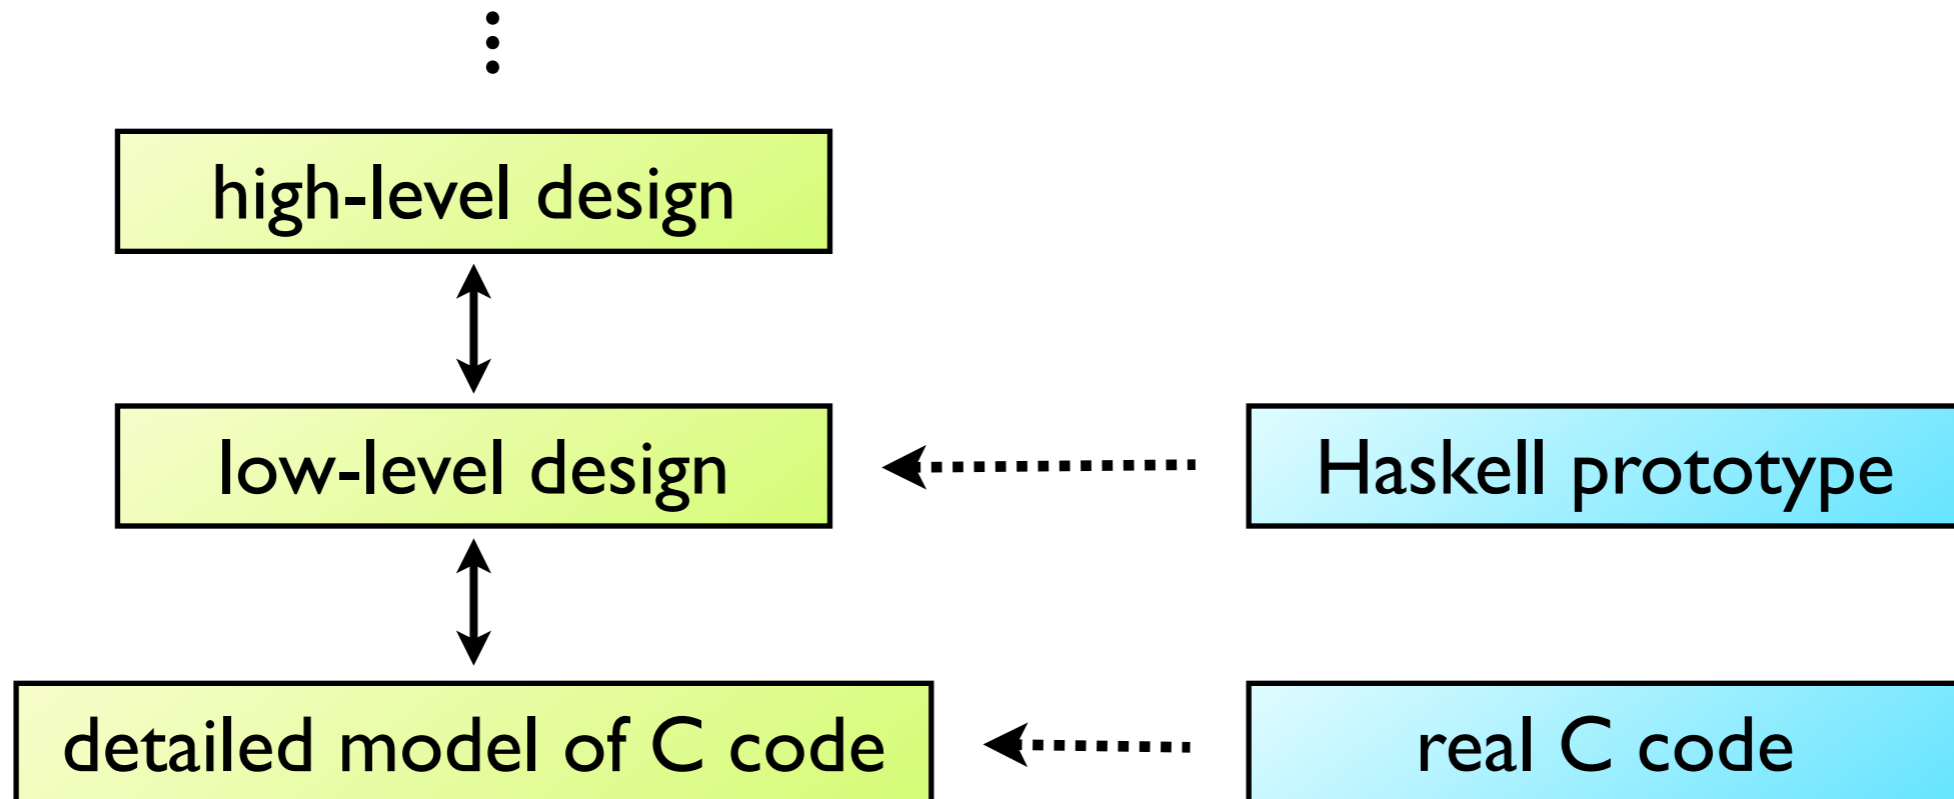 high-level design
low-level design
Haskell prototype
detailed model of C code
real C code